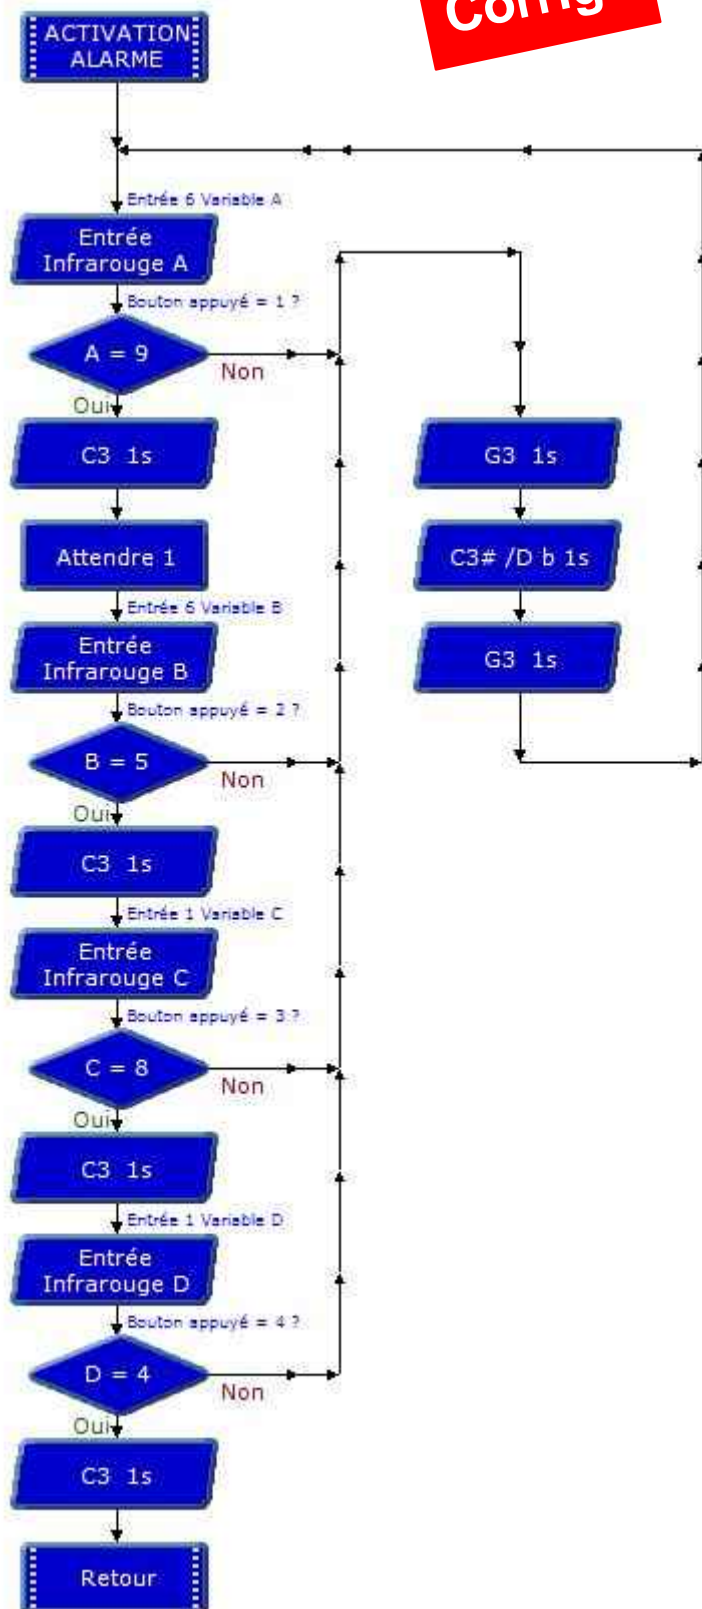 Corrig
ACTIVATION
ALARME
Entrée 6 Variable A
Entrée
Infrarouge A
Bouton appuyé = 1 ?
A = 9
Non
Oui
C3 1s
Attendre 1
Entrée 6 Variable B
Entrée
Infrarouge B
Bouton appuyé = 2 ?
B = 5
Non
Oui
C3 1s
Entrée 1 Variable C
Entrée
Infrarouge C
Bouton appuyé = 3 ?
C = 8
Non
Oui
C3 1s
Entrée 1 Variable D
Entrée
Infrarouge D
Bouton appuyé = 4 ?
D = 4
Non
Oui
C3 1s
Retour
G3 1s
C3# /D b 1s
G3 1s